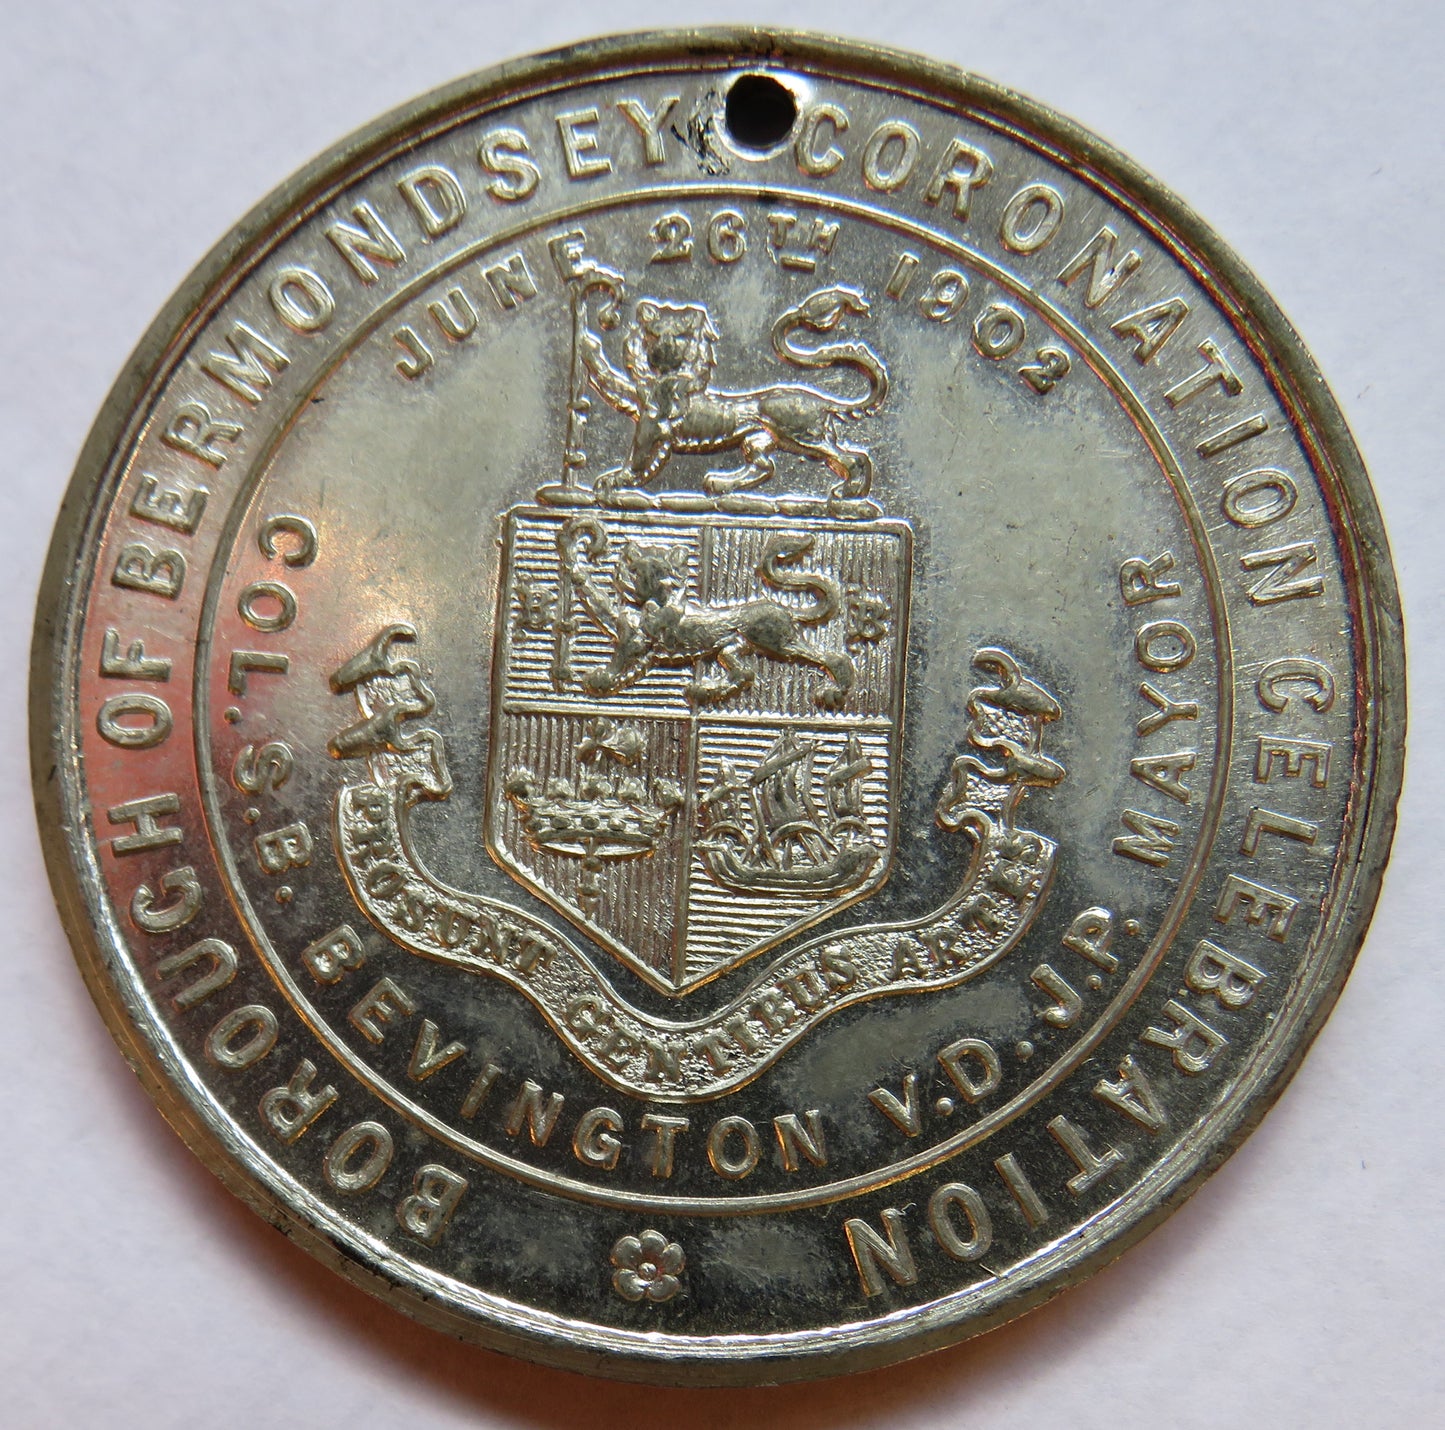 BOROUGH OF BERMONDSEY CORONATION CELEBRATION
JUNE 26TH 1902
COL. S.B. BEVINGTON V.D. J.P. MAYOR
B
PROSUNT GENTIBUS ARTES